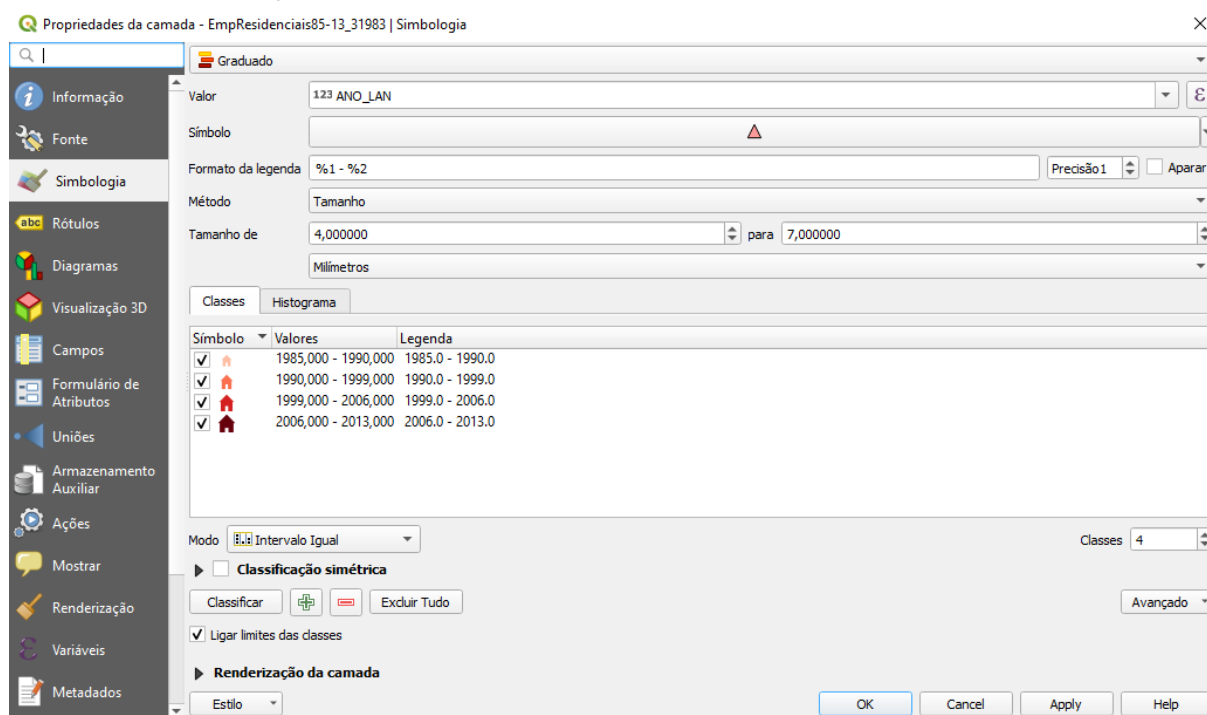 Propriedades da camada - EmpResidenciais85-13_31983 | Simbologia
Graduado
Informação
Valor 123 ANO_LAN ε
Fonte
Símbolo
Simbologia
Formato da legenda %1 - %2 Precisão 1 Aparar
Método Tamanho
abc Rótulos
Tamanho de 4,000000 para 7,000000
Diagramas
Milímetros
Visualização 3D
Classes Histograma
Campos
Símbolo Valores Legenda
1985,000 - 1990,000 1985.0 - 1990.0
1990,000 - 1999,000 1990.0 - 1999.0
1999,000 - 2006,000 1999.0 - 2006.0
2006,000 - 2013,000 2006.0 - 2013.0
Formulário de
Atributos
Uniões
Armazenamento
Auxiliar
Ações
Modo Intervalo Igual Classes 4
Mostrar
Classificação simétrica
Renderização
Classificar Excluir Tudo Avançado
Ligar limites das classes
Variáveis
Renderização da camada
Metadados
Estilo OK Cancel Apply Help